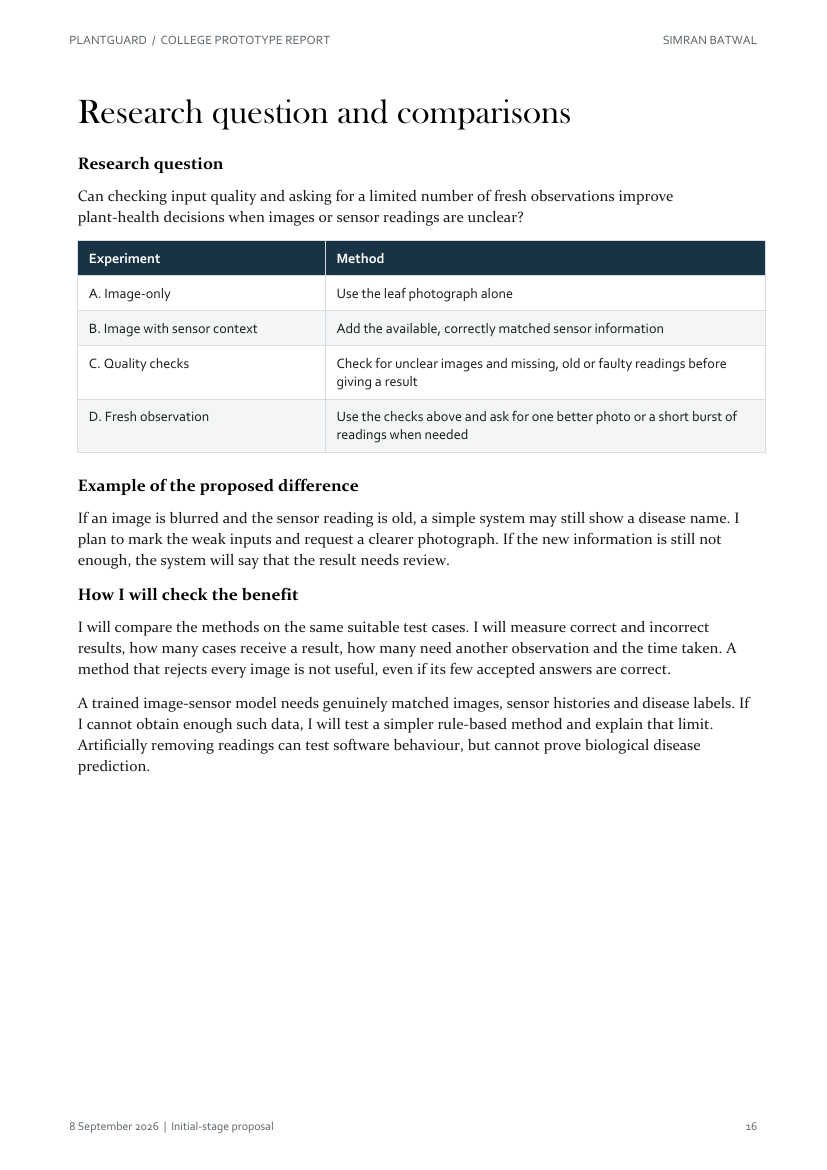 PLANTGUARD / COLLEGE PROTOTYPE REPORT
SIMRAN BATWAL
Research question and comparisons
Research question
Can checking input quality and asking for a limited number of fresh observations improve
plant-health decisions when images or sensor readings are unclear?
Experiment
Method
A. Image-only
Use the leaf photograph alone
B. Image with sensor context
Add the available, correctly matched sensor information
C. Quality checks
Check for unclear images and missing, old or faulty readings before
giving a result
D. Fresh observation
Use the checks above and ask for one better photo or a short burst of
readings when needed
Example of the proposed difference
If an image is blurred and the sensor reading is old, a simple system may still show a disease name. I
plan to mark the weak inputs and request a clearer photograph. If the new information is still not
enough, the system will say that the result needs review.
How I will check the benefit
I will compare the methods on the same suitable test cases. I will measure correct and incorrect
results, how many cases receive a result, how many need another observation and the time taken. A
method that rejects every image is not useful, even if its few accepted answers are correct.
A trained image-sensor model needs genuinely matched images, sensor histories and disease labels. If
I cannot obtain enough such data, I will test a simpler rule-based method and explain that limit.
Artificially removing readings can test software behaviour, but cannot prove biological disease
prediction.
8 September 2026 | Initial-stage proposal
16